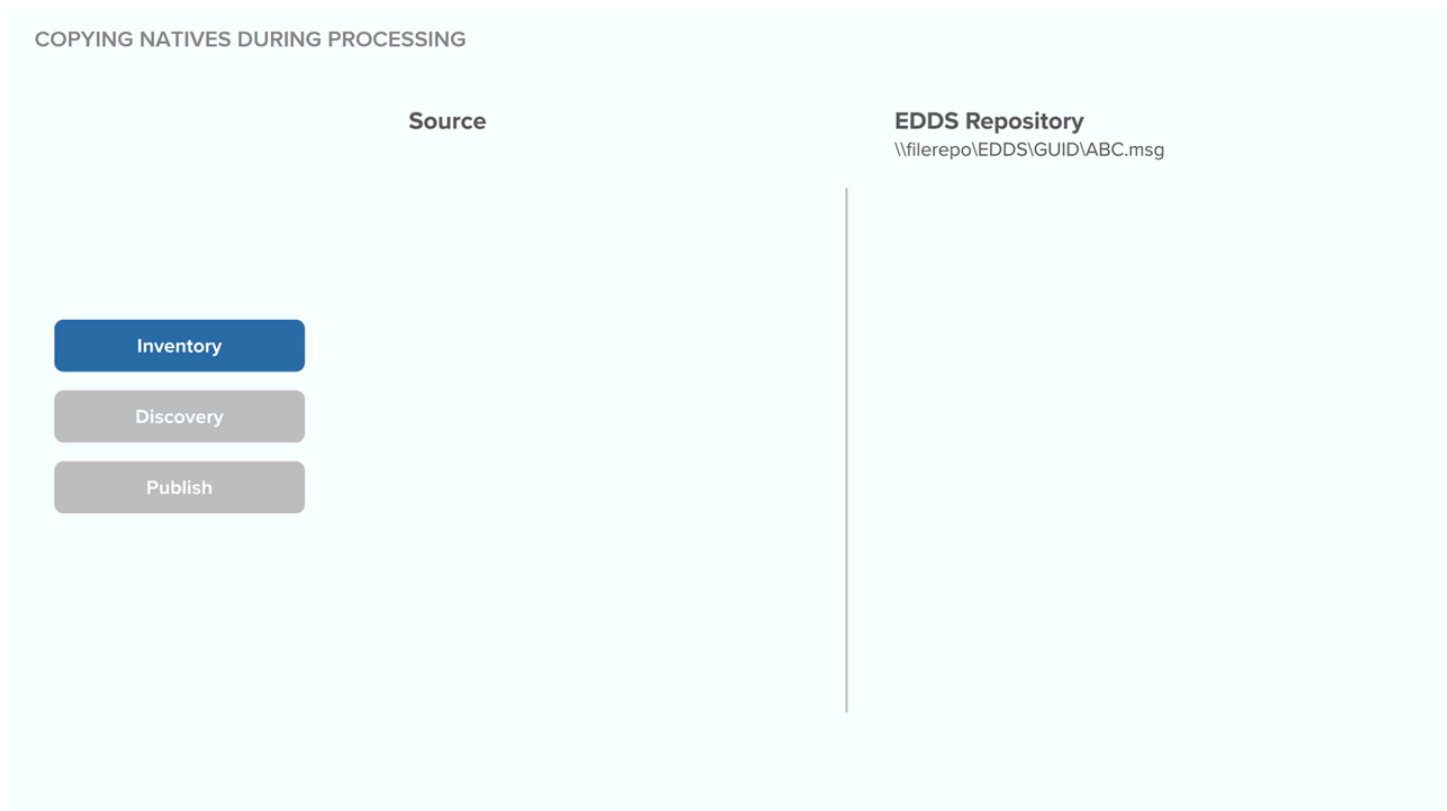 COPYING NATIVES DURING PROCESSING
Source
EDDS Repository
\\filerepo\EDDS\GUID\ABC.msg
Inventory
Discovery
Publish